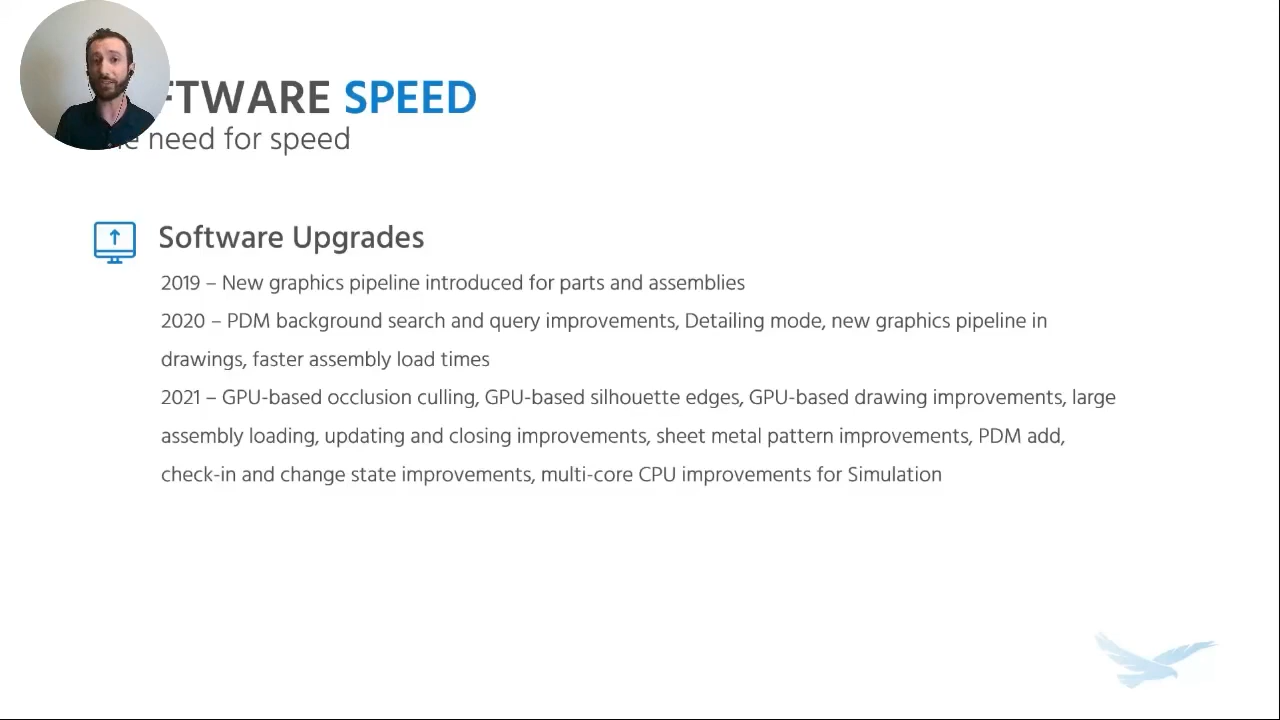 FTWARE SPEED
need for speed
Software Upgrades
2019 – New graphics pipeline introduced for parts and assemblies
2020 – PDM background search and query improvements, Detailing mode, new graphics pipeline in
drawings, faster assembly load times
2021 – GPU-based occlusion culling, GPU-based silhouette edges, GPU-based drawing improvements, large
assembly loading, updating and closing improvements, sheet metal pattern improvements, PDM add,
check-in and change state improvements, multi-core CPU improvements for Simulation